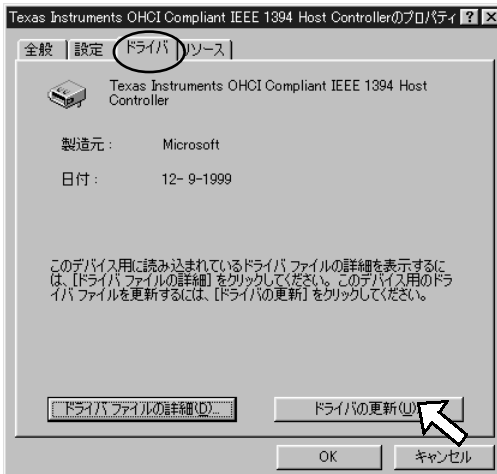 Texas Instruments OHCI Compliant IEEE 1394 Host Controllerのプロパティ
全般 設定 ドライバ リソース
Texas Instruments OHCI Compliant IEEE 1394 Host
Controller
製造元: Microsoft
日付: 12- 9-1999
このデバイス用に読み込まれているドライバ ファイルの詳細を表示するに
は、[ドライバ ファイルの詳細] をクリックしてください。このデバイス用のドラ
イバ ファイルを更新するには、[ドライバの更新] をクリックしてください。
ドライバ ファイルの詳細(D)... ドライバの更新(U)
OK キャンセル